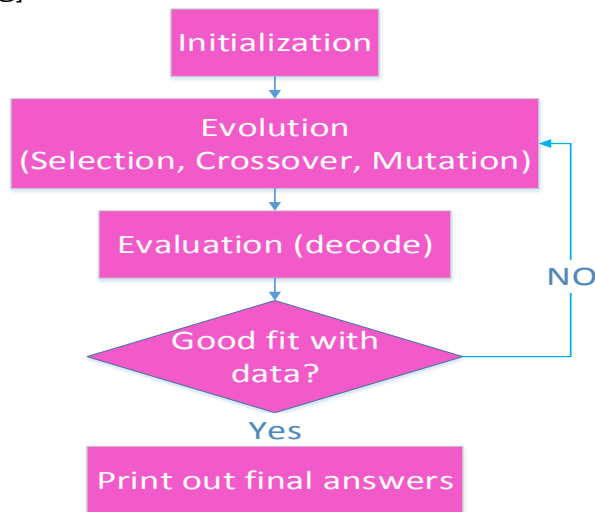 Initialization
Evolution
(Selection, Crossover, Mutation)
Evaluation (decode)
NO
Good fit with
data?
Yes
Print out final answers